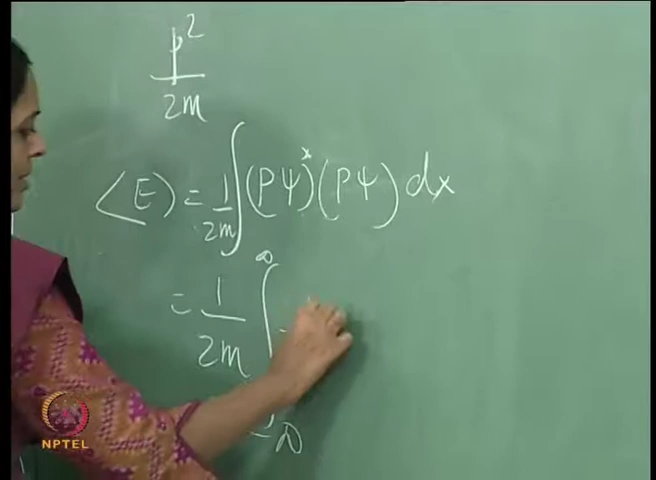 p²
2m
⟨E⟩ = 1/2m ∫ (PΨ)* (PΨ) dx
= 1/2m ∫
∞
-∞
NPTEL